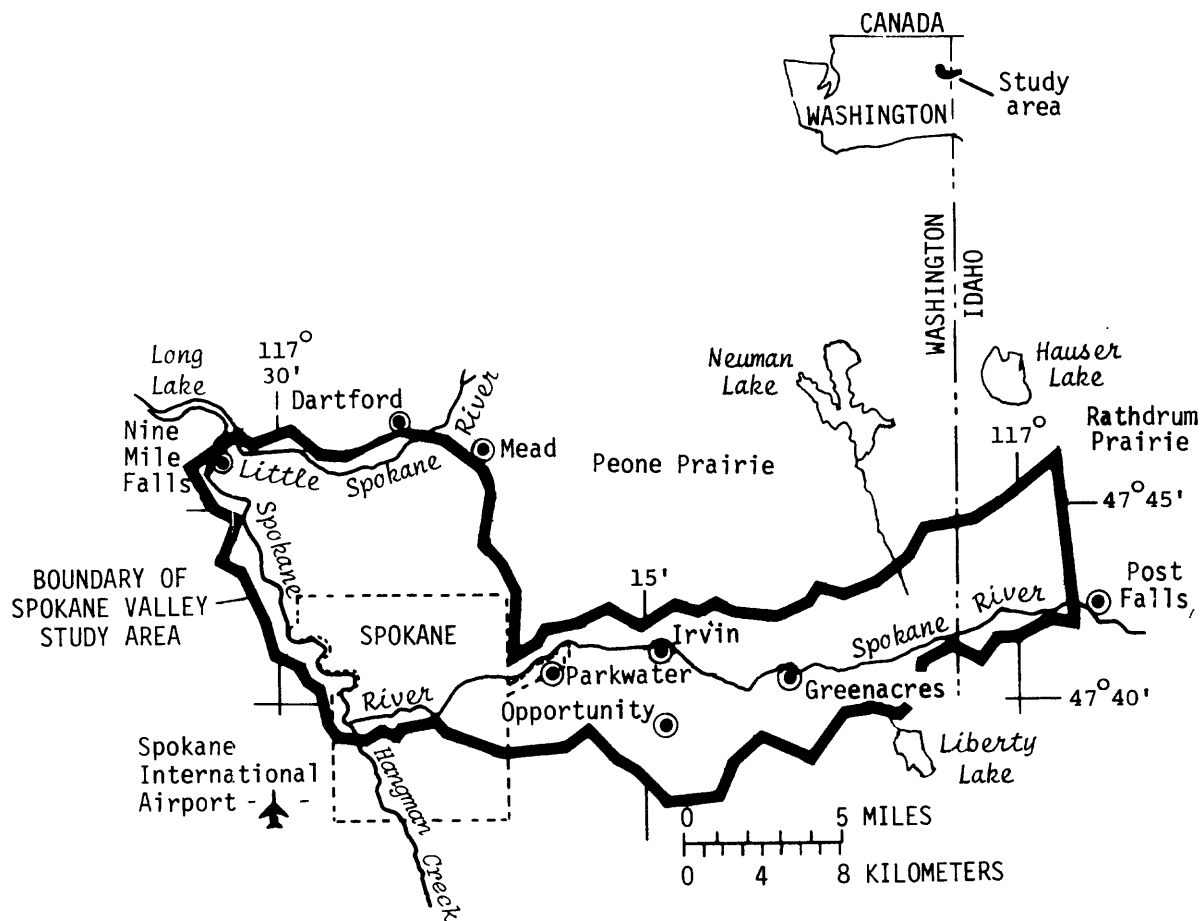 CANADA
Study
area
WASHINGTON
WASHINGTON
IDAHO
Long
Lake
117°
30'
Dartford
River
Neuman
Lake
Hauser
Lake
117°
Rathdrum
Prairie
Nine
Mile
Falls
Little Spokane
Mead
Peone Prairie
47°45'
Spokane
BOUNDARY OF
SPOKANE VALLEY
STUDY AREA
SPOKANE
15'
Irvin
Spokane River
Post
Falls
River
Parkwater
Greenacres
47°40'
Opportunity
Spokane
International
Airport
Hangman Creek
Liberty
Lake
0 5 MILES
0 4 8 KILOMETERS